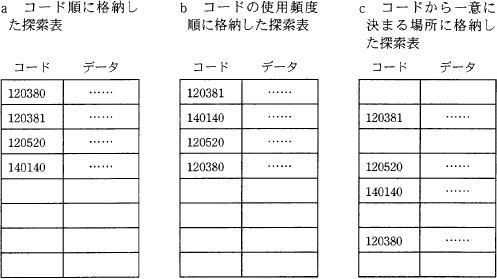 a コード順に格納し
た探索表
コード データ
120380 ……
120381 ……
120520 ……
140140 ……
b コードの使用頻度
順に格納した探索表
コード データ
120381 ……
140140 ……
120520 ……
120380 ……
c コードから一意に
決まる場所に格納し
た探索表
コード データ
120381 ……
120520 ……
140140 ……
120380 ……